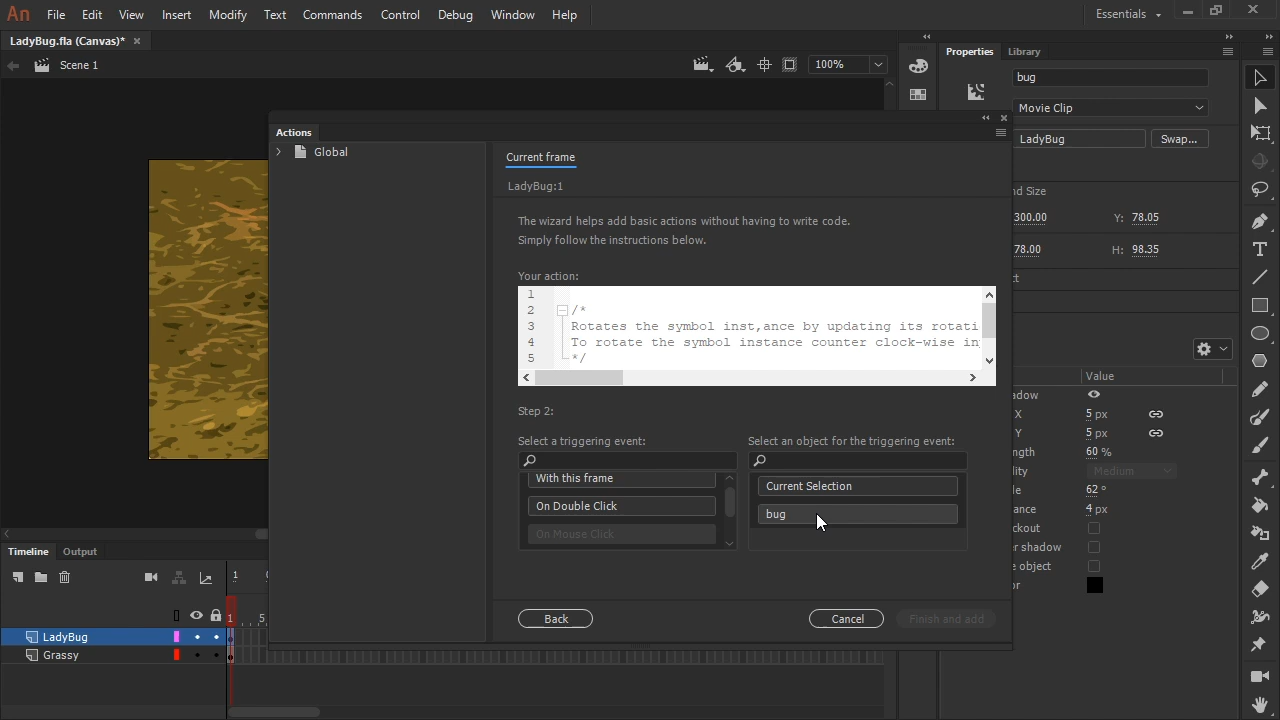 An File Edit View Insert Modify Text Commands Control Debug Window Help Essentials
LadyBug.fla (Canvas)* ×
Scene 1 100%
Properties Library
bug
Movie Clip
LadyBug Swap...
nd Size
300.00 Y: 78.05
78.00 H: 98.35
ct
Actions
Global
Current frame
LadyBug:1
The wizard helps add basic actions without having to write code.
Simply follow the instructions below.
Your action:
1
2 /*
3 Rotates the symbol inst,ance by updating its rotati
4 To rotate the symbol instance counter clock-wise in
5 */
Step 2:
Select a triggering event:
With this frame
On Double Click
On Mouse Click
Select an object for the triggering event:
Current Selection
bug
Back Cancel Finish and add
Value
adow
X 5 px
Y 5 px
ngth 60 %
lity Medium
le 62 °
ance 4 px
ckout
r shadow
e object
or
Timeline Output
1
1 5
LadyBug
Grassy